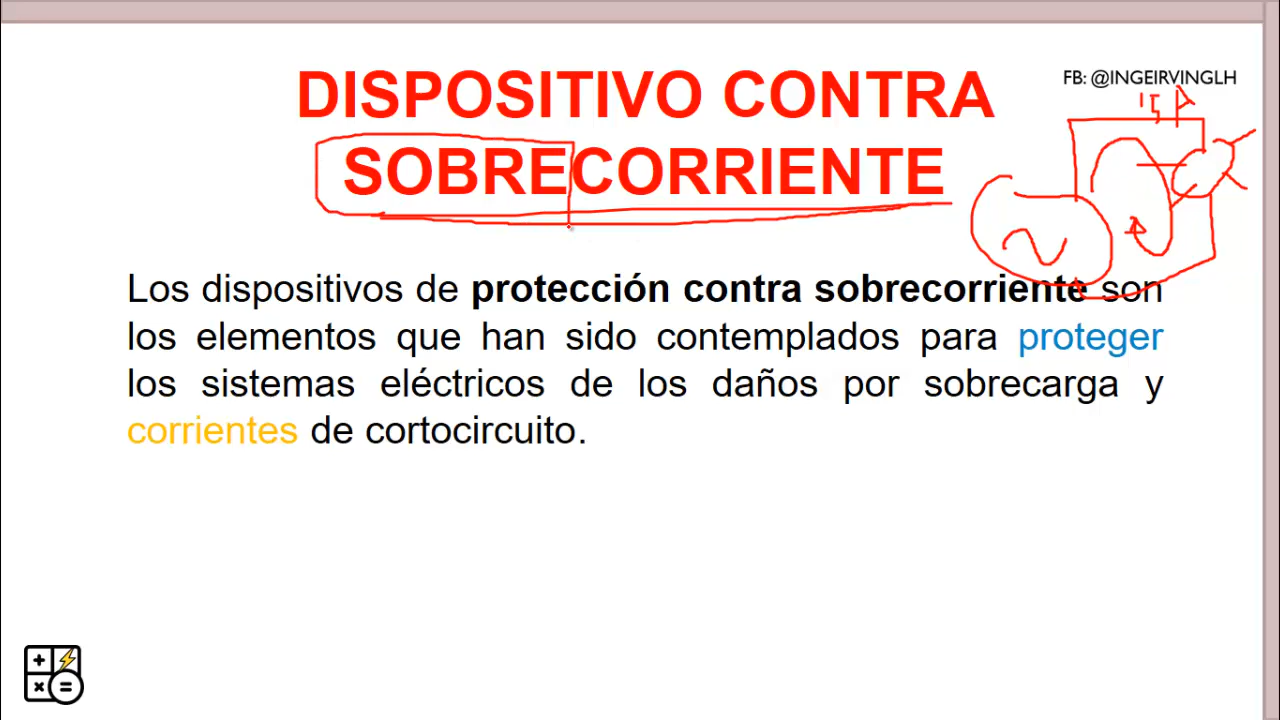 DISPOSITIVO CONTRA
SOBRECORRIENTE
FB: @INGEIRVINGLH
15 A
Los dispositivos de protección contra sobrecorriente son
los elementos que han sido contemplados para proteger
los sistemas eléctricos de los daños por sobrecarga y
corrientes de cortocircuito.